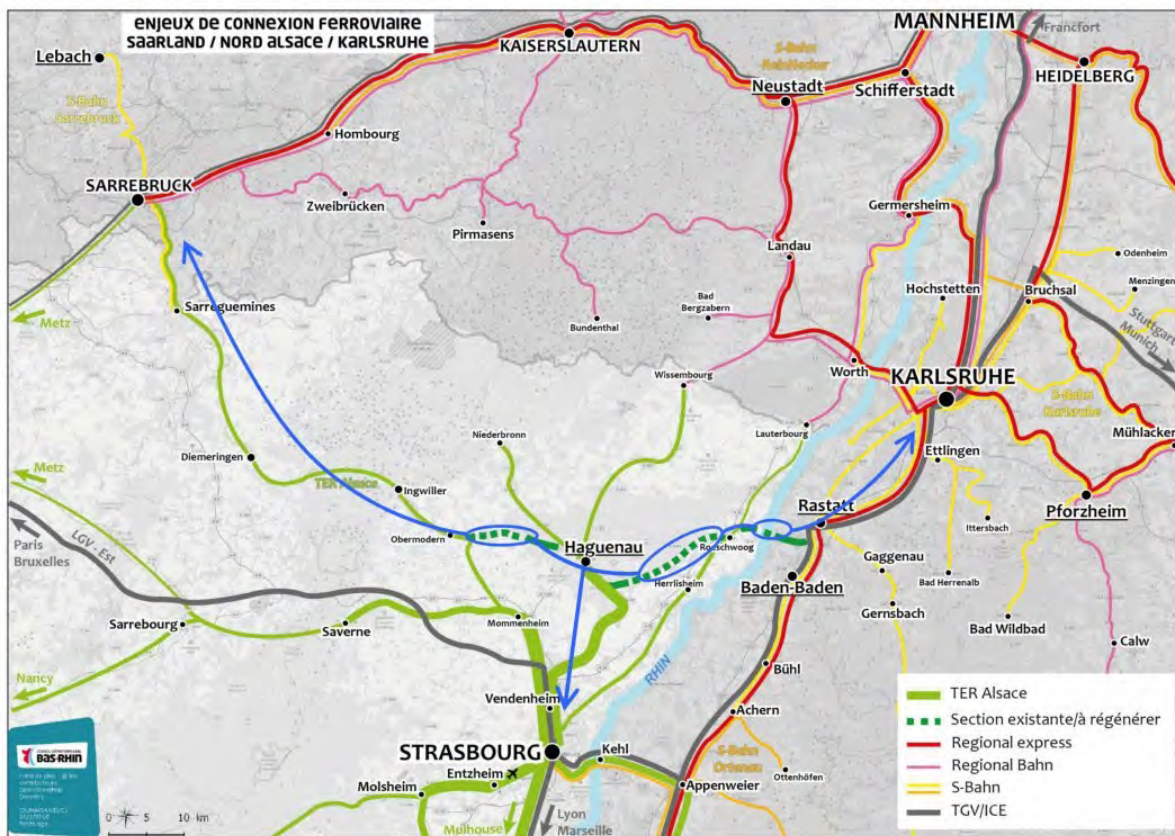 enjeux de connexion ferroviaire
saarland / nord alsace / karlsruhe
MANNHEIM
Francfort
KAISERSLAUTERN
S-Bahn
HEIDELBERG
Lebach
Neustadt
Schifferstadt
S-Bahn
Sarrebruck
Hombourg
SARREBRUCK
Zweibrücken
Pirmasens
Germersheim
Landau
Odenheim
Hochstetten
Bruchsal
Menzingen
Sarreguemines
Bad
Bergzabern
Stuttgart
Munich
Metz
Bundenthal
Wissembourg
Worth
KARLSRUHE
S-Bahn
Karlsruhe
Lauterbourg
Mühlacker
Niederbronn
Ettlingen
Metz
Diemeringen
TER Alsace
Ingwiller
Rastatt
Ittersbach
Pforzheim
LGV - Est
Paris
Bruxelles
Obermodern
Haguenau
Roeschwoog
Gaggenau
Bad Herrenalb
Herrlisheim
Baden-Baden
Gernsbach
Bad Wildbad
Sarrebourg
Saverne
Mommenheim
Calw
RHIN
Bühl
Nancy
Vendenheim
Achern
STRASBOURG
Kehl
S-Bahn
Ortenau
Ottenhöfen
Entzheim
Molsheim
Appenweier
Mulhouse
Lyon
Marseille
TER Alsace
Section existante/à régénérer
Regional express
Regional Bahn
S-Bahn
TGV/ICE
BAS-RHIN
0 5 10 km